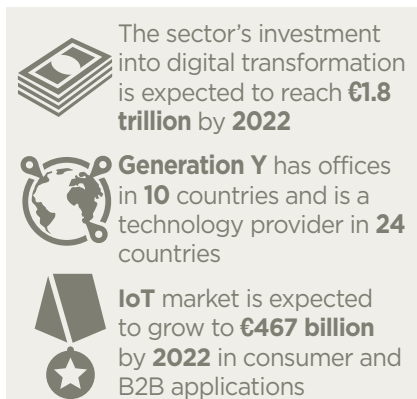 The sector’s investment
into digital transformation
is expected to reach €1.8
trillion by 2022
Generation Y has offices
in 10 countries and is a
technology provider in 24
countries
IoT market is expected
to grow to €467 billion
by 2022 in consumer and
B2B applications